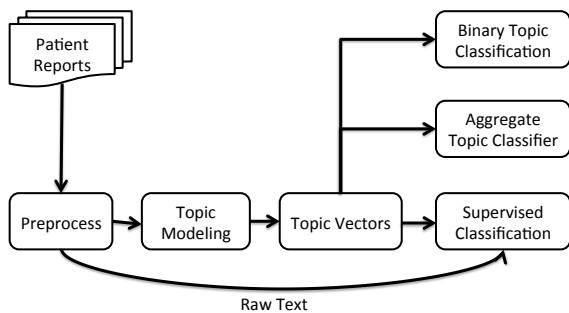 Patient
Reports
Binary Topic
Classification
Aggregate
Topic Classifier
Preprocess
Topic
Modeling
Topic Vectors
Supervised
Classification
Raw Text